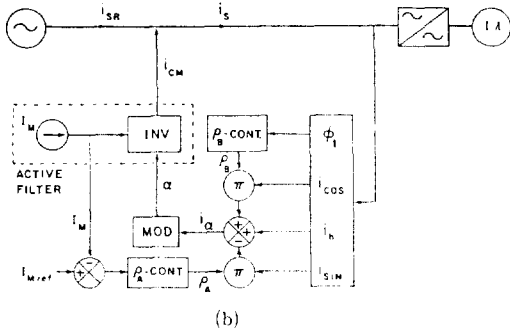 i_SR
i_S
i_CM
I_M
INV
ACTIVE
FILTER
ρ_B-CONT.
ϕ_1
ρ_B
π
i_COS
α
I_M
MOD
i_α
+
+
−
i_h
I_Mref
+
−
ρ_A-CONT
ρ_A
π
i_SIN
(b)